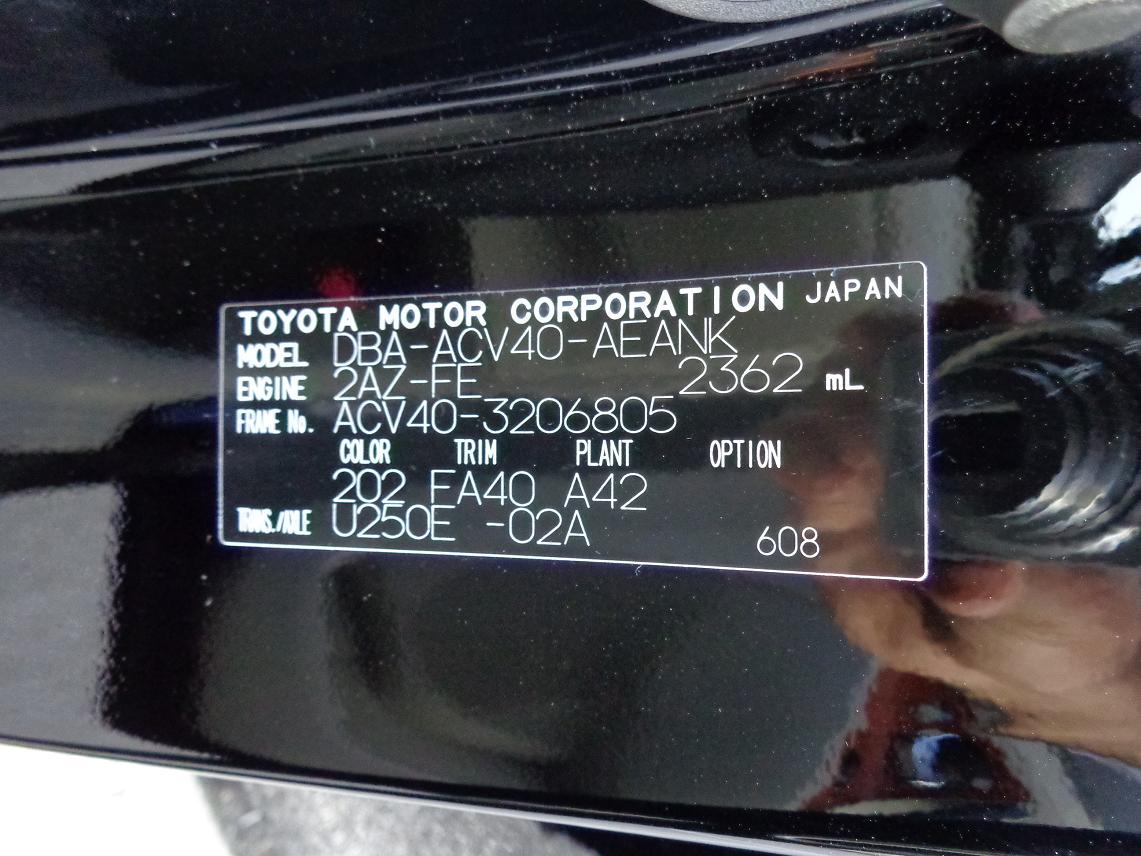 TOYOTA MOTOR CORPORATION JAPAN
MODEL DBA-ACV40-AEANK
ENGINE 2AZ-FE 2362 mL
FRAME No. ACV40-3206805
COLOR TRIM PLANT OPTION
202 FA40 A42
TRANS./AXLE U250E -02A
608